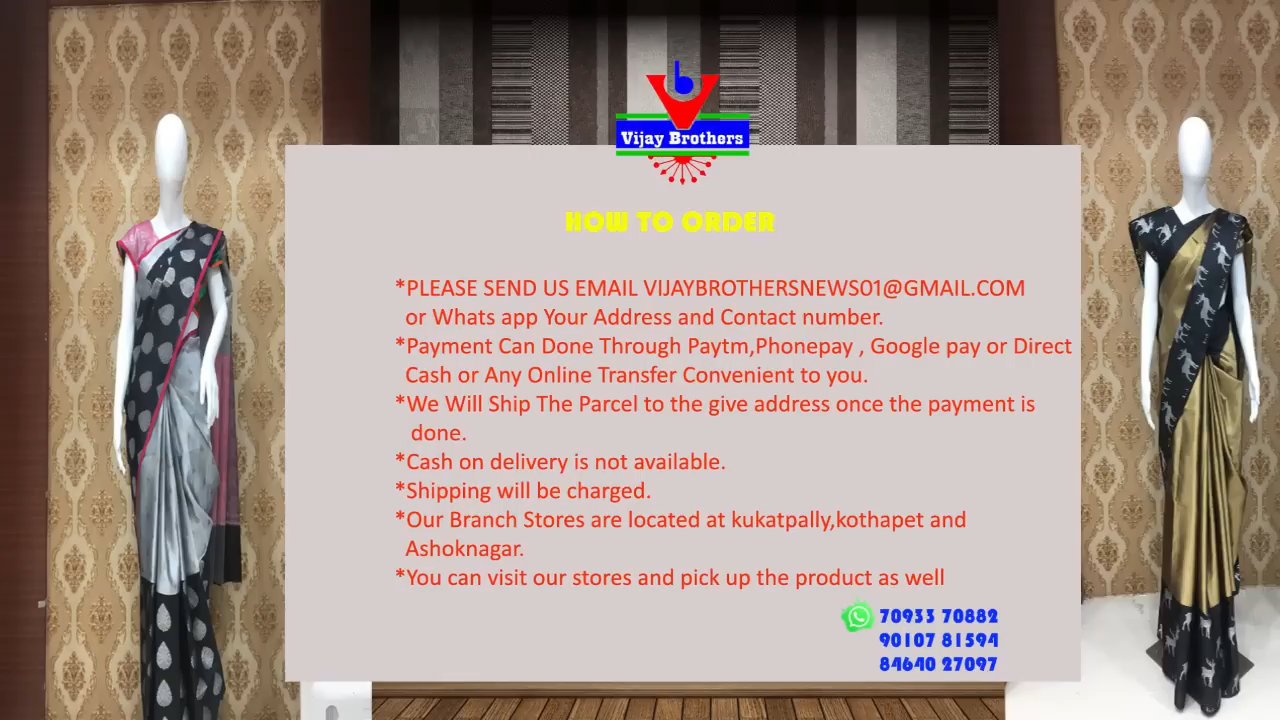 b
Vijay Brothers
HOW TO ORDER
*PLEASE SEND US EMAIL VIJAYBROTHERSNEWS01@GMAIL.COM
or Whats app Your Address and Contact number.
*Payment Can Done Through Paytm,Phonepay , Google pay or Direct
Cash or Any Online Transfer Convenient to you.
*We Will Ship The Parcel to the give address once the payment is
done.
*Cash on delivery is not available.
*Shipping will be charged.
*Our Branch Stores are located at kukatpally,kothapet and
Ashoknagar.
*You can visit our stores and pick up the product as well
70933 70882
90107 81594
84640 27097